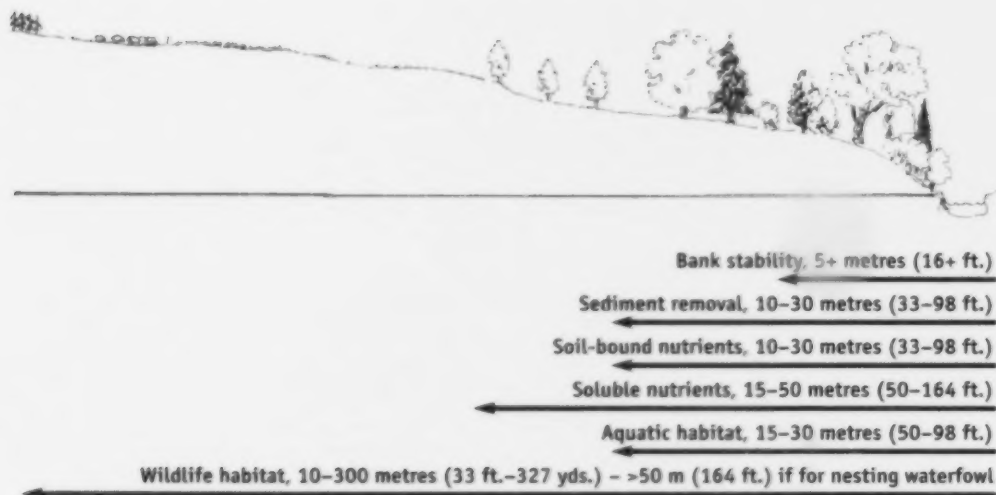 Bank stability, 5+ metres (16+ ft.)
Sediment removal, 10–30 metres (33–98 ft.)
Soil-bound nutrients, 10–30 metres (33–98 ft.)
Soluble nutrients, 15–50 metres (50–164 ft.)
Aquatic habitat, 15–30 metres (50–98 ft.)
Wildlife habitat, 10–300 metres (33 ft.–327 yds.) – >50 m (164 ft.) if for nesting waterfowl